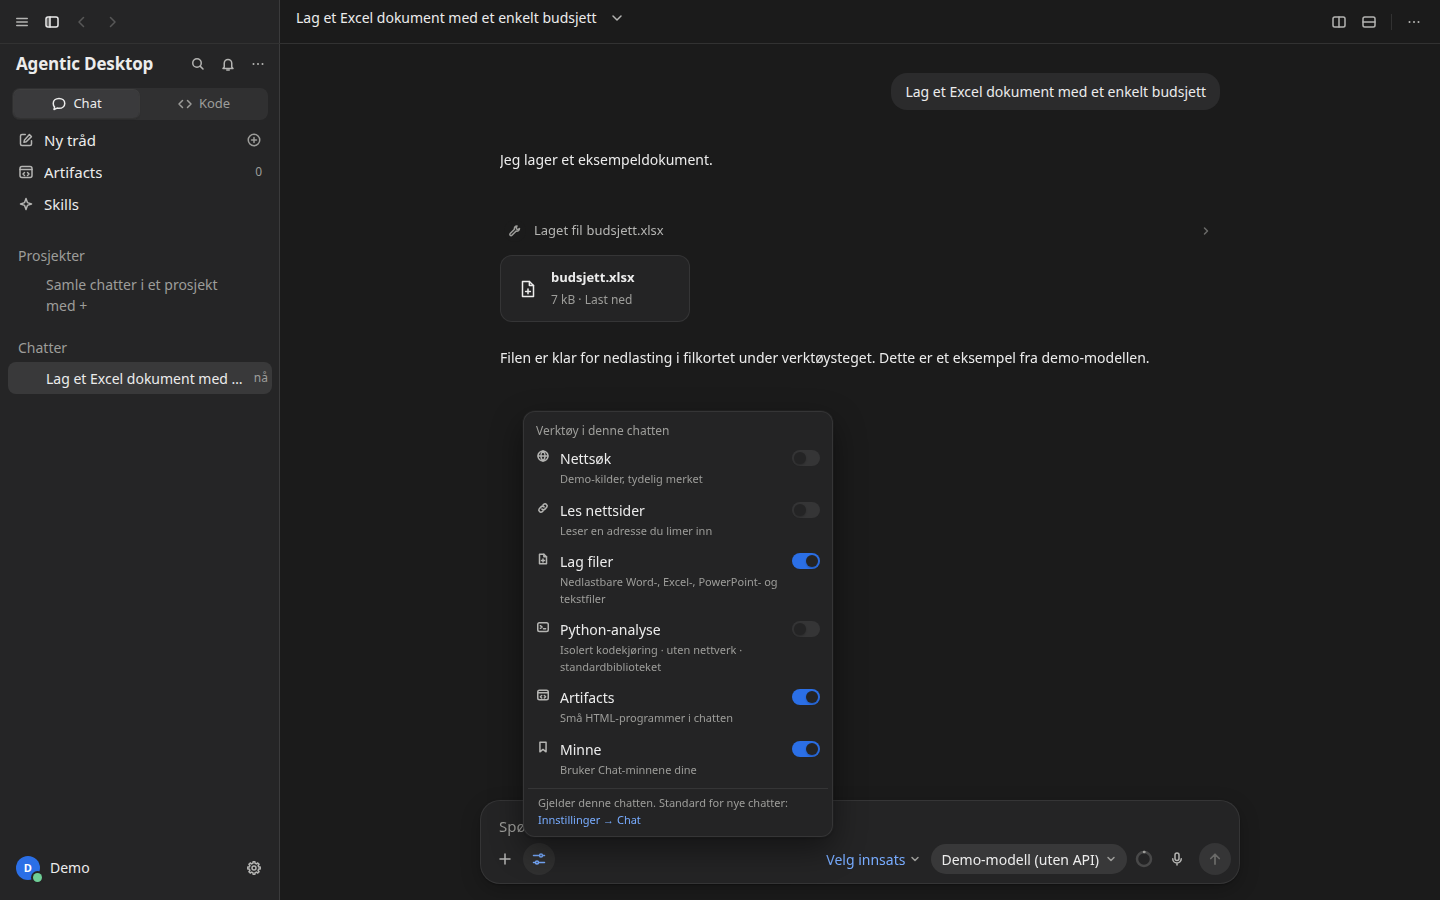 Lag et Excel dokument med et enkelt budsjett
Agentic Desktop
Chat
Kode
Ny tråd
Artifacts
0
Skills
Prosjekter
Samle chatter i et prosjekt
med +
Chatter
Lag et Excel dokument med ...
nå
Demo
D
Lag et Excel dokument med et enkelt budsjett
Jeg lager et eksempeldokument.
Laget fil budsjett.xlsx
budsjett.xlsx
7 kB · Last ned
Filen er klar for nedlasting i filkortet under verktøysteget. Dette er et eksempel fra demo-modellen.
Verktøy i denne chatten
Nettsøk
Demo-kilder, tydelig merket
Les nettsider
Leser en adresse du limer inn
Lag filer
Nedlastbare Word-, Excel-, PowerPoint- og
tekstfiler
Python-analyse
Isolert kodekjøring · uten nettverk ·
standardbiblioteket
Artifacts
Små HTML-programmer i chatten
Minne
Bruker Chat-minnene dine
Gjelder denne chatten. Standard for nye chatter:
Innstillinger → Chat
Spø
Velg innsats
Demo-modell (uten API)